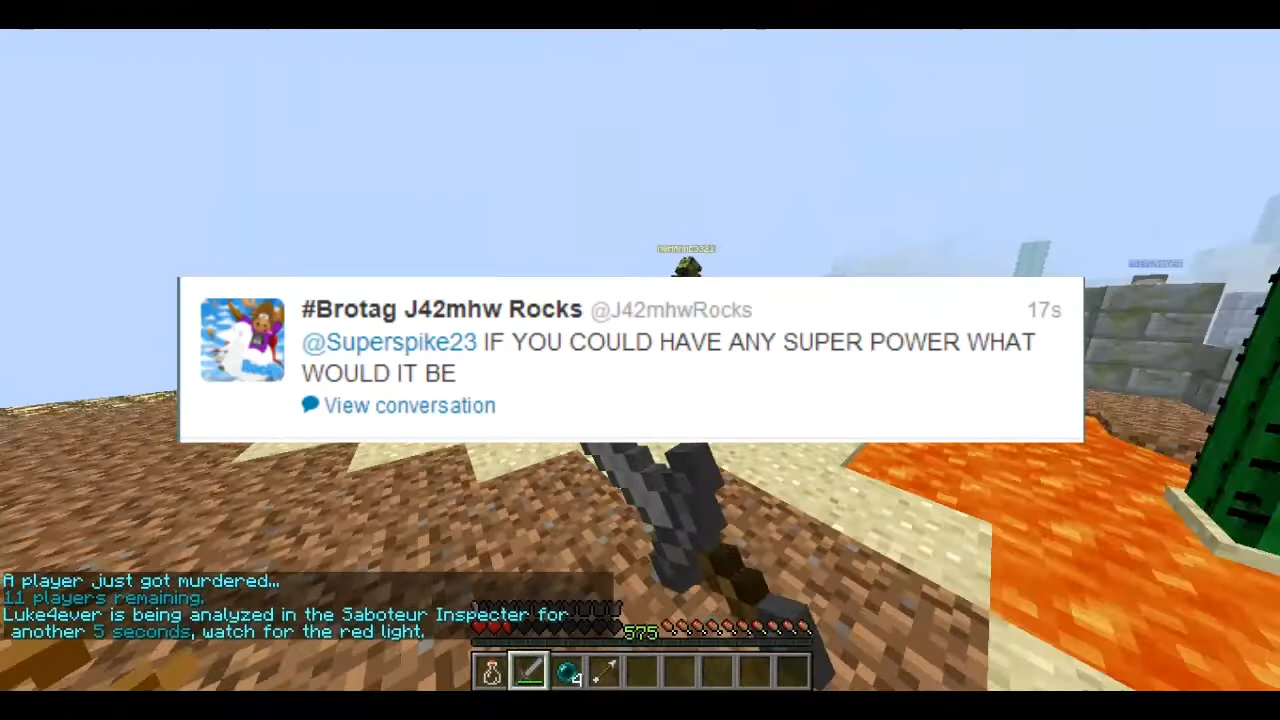 #Brotag J42mhw Rocks @J42mhwRocks 17s
@Superspike23 IF YOU COULD HAVE ANY SUPER POWER WHAT
WOULD IT BE
View conversation
A player just got murdered...
11 players remaining.
Luke4ever is being analyzed in the Saboteur Inspecter for
another 5 seconds, watch for the red light.
575
4